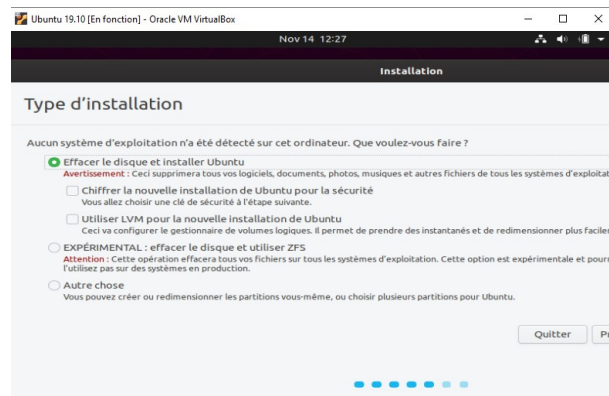 Ubuntu 19.10 [En fonction] - Oracle VM VirtualBox
Nov 14 12:27
Installation
Type d'installation
Aucun système d'exploitation n'a été détecté sur cet ordinateur. Que voulez-vous faire ?
Effacer le disque et installer Ubuntu
Avertissement : Ceci supprimera tous vos logiciels, documents, photos, musiques et autres fichiers de tous les systèmes d'exploitat
Chiffrer la nouvelle installation de Ubuntu pour la sécurité
Vous allez choisir une clé de sécurité à l'étape suivante.
Utiliser LVM pour la nouvelle installation de Ubuntu
Ceci va configurer le gestionnaire de volumes logiques. Il permet de prendre des instantanés et de redimensionner plus facile
EXPÉRIMENTAL : effacer le disque et utiliser ZFS
Attention : Cette opération effacera tous vos fichiers sur tous les systèmes d'exploitation. Cette option est expérimentale et pour
l'utilisez pas sur des systèmes en production.
Autre chose
Vous pouvez créer ou redimensionner les partitions vous-même, ou choisir plusieurs partitions pour Ubuntu.
Quitter